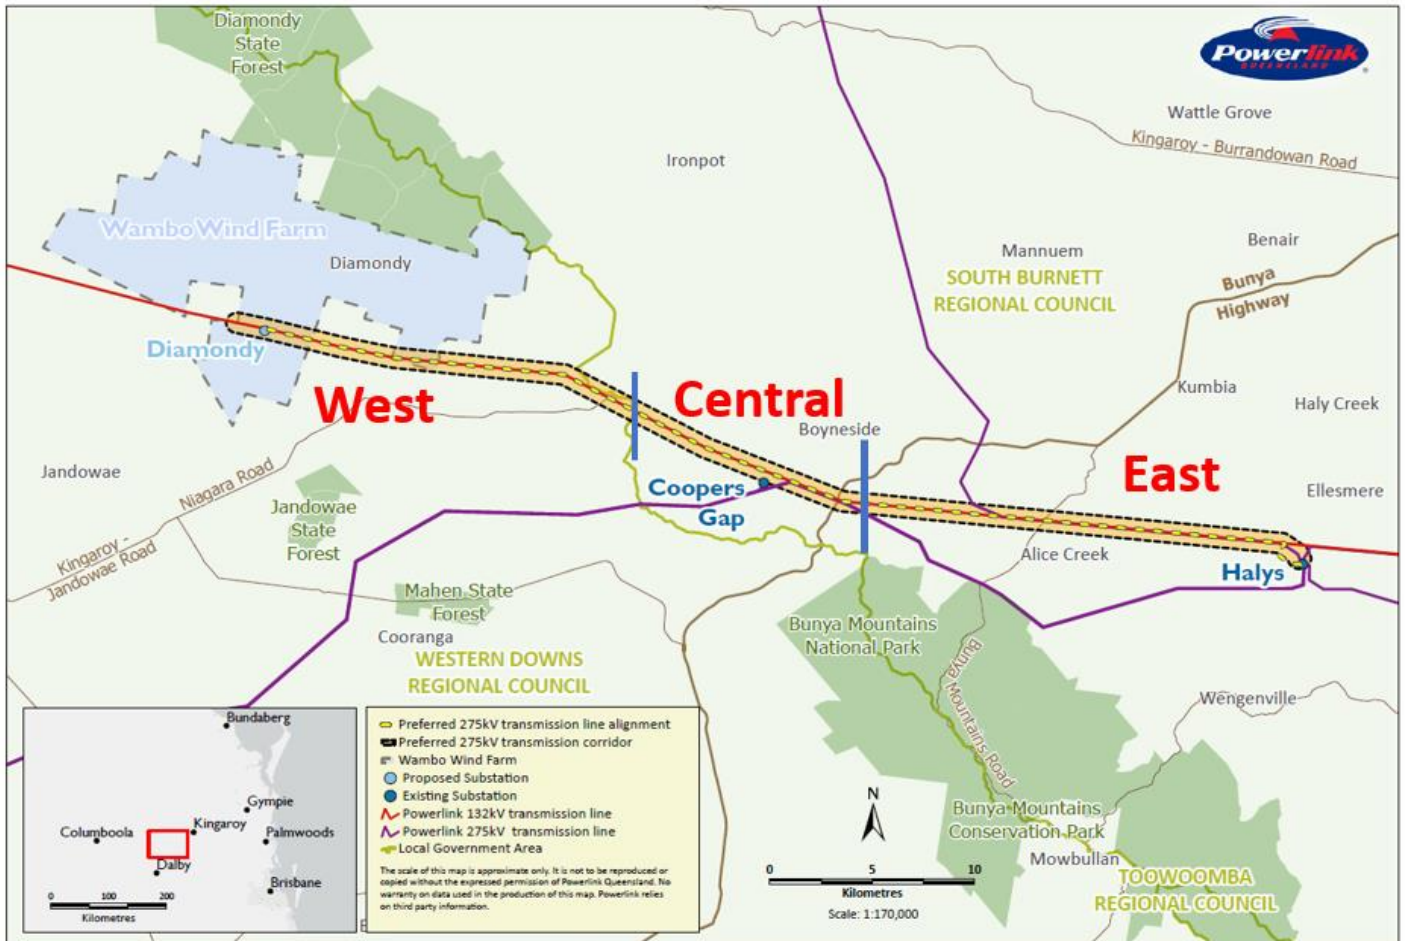 Diamondy
State
Forest
Powerlink
QUEENSLAND
Wattle Grove
Kingaroy - Burrandowan Road
Ironpot
Wambo Wind Farm
Diamondy
Mannuem
Benair
SOUTH BURNETT
REGIONAL COUNCIL
Bunya
Highway
Diamondy
West
Central
Boyneside
Kumbia
Haly Creek
East
Jandowae
Niagara Road
Coopers
Gap
Ellesmere
Jandowae
State
Forest
Kingaroy -
Jandowae Road
Alice Creek
Halys
Mahen State
Forest
Cooranga
Bunya Mountains
National Park
WESTERN DOWNS
REGIONAL COUNCIL
Bunya Mountains Road
Wengenville
Bunya Mountains
Conservation Park
Mowbullan
TOOWOOMBA
REGIONAL COUNCIL
Bundaberg
Gympie
Columboola
Kingaroy
Palmwoods
Dalby
Brisbane
0 100 200
Kilometres
Preferred 275kV transmission line alignment
Preferred 275kV transmission corridor
Wambo Wind Farm
Proposed Substation
Existing Substation
Powerlink 132kV transmission line
Powerlink 275kV transmission line
Local Government Area
The scale of this map is approximate only. It is not to be reproduced or
copied without the expressed permission of Powerlink Queensland. No
warranty on data used in the production of this map. Powerlink relies
on third party information.
N
0 5 10
Kilometres
Scale: 1:170,000